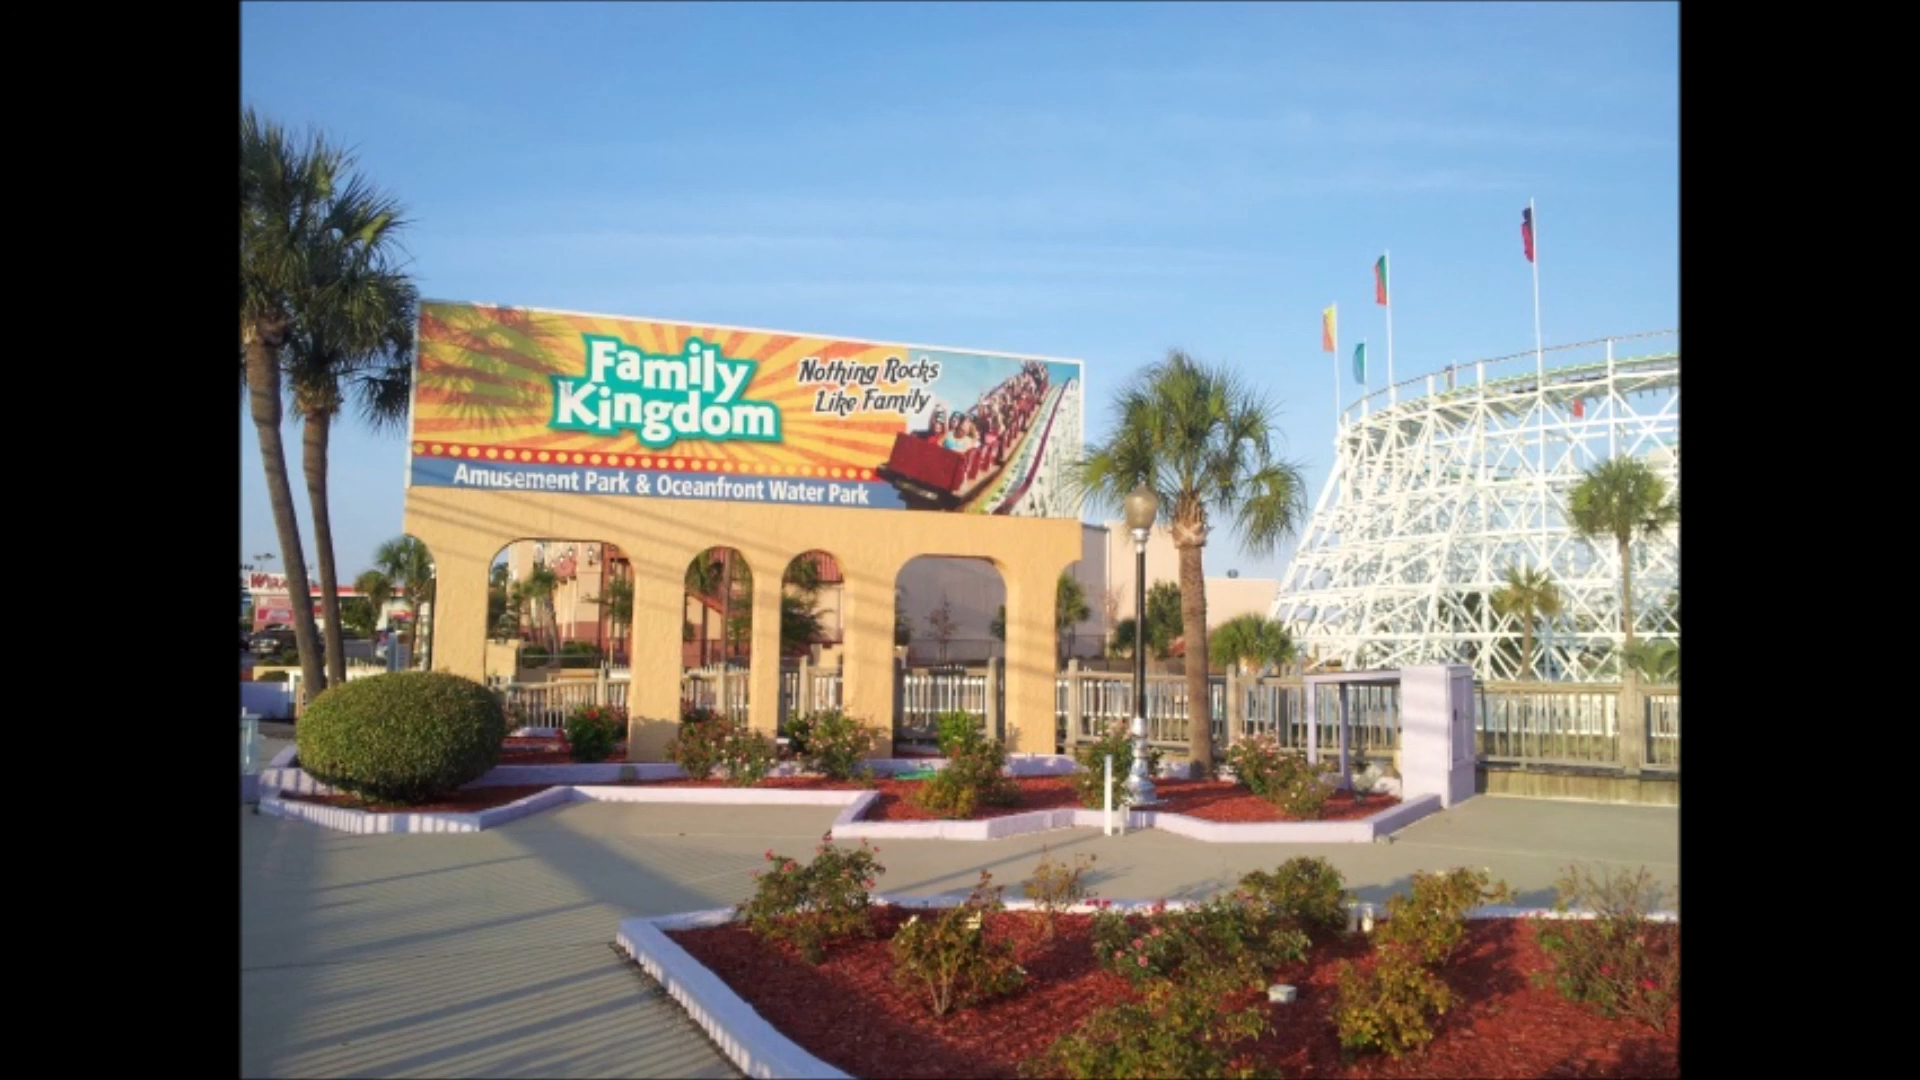 Family
Kingdom
Nothing Rocks
Like Family
Amusement Park & Oceanfront Water Park